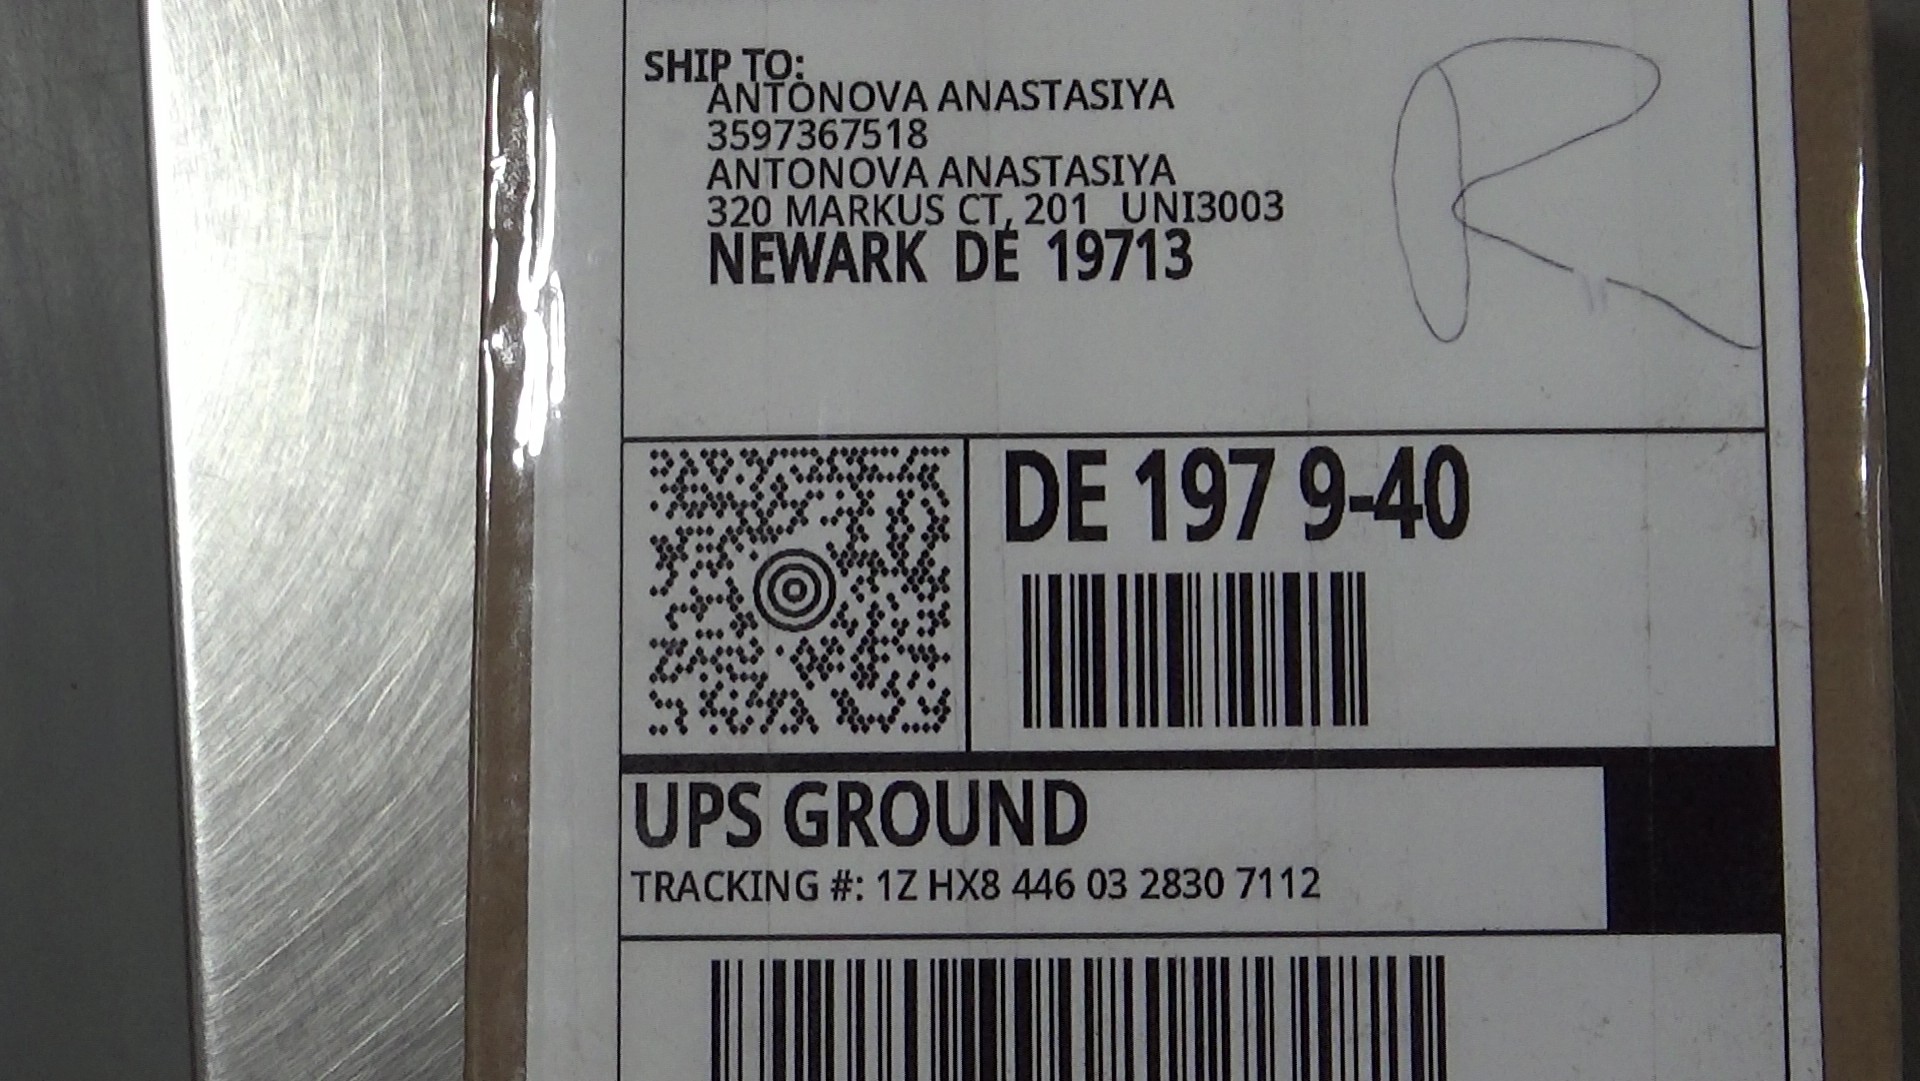 SHIP TO:
ANTONOVA ANASTASIYA
3597367518
ANTONOVA ANASTASIYA
320 MARKUS CT, 201 UNI3003
NEWARK DE 19713
R
DE 197 9-40
UPS GROUND
TRACKING #: 1Z HX8 446 03 2830 7112